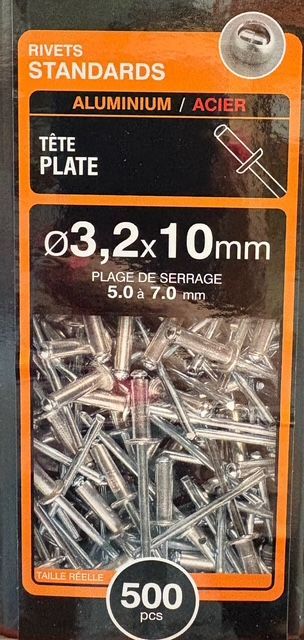 RIVETS
STANDARDS
ALUMINIUM / ACIER
TÊTE
PLATE
Ø3,2x10mm
PLAGE DE SERRAGE
5.0 à 7.0 mm
TAILLE RÉELLE
500
pcs